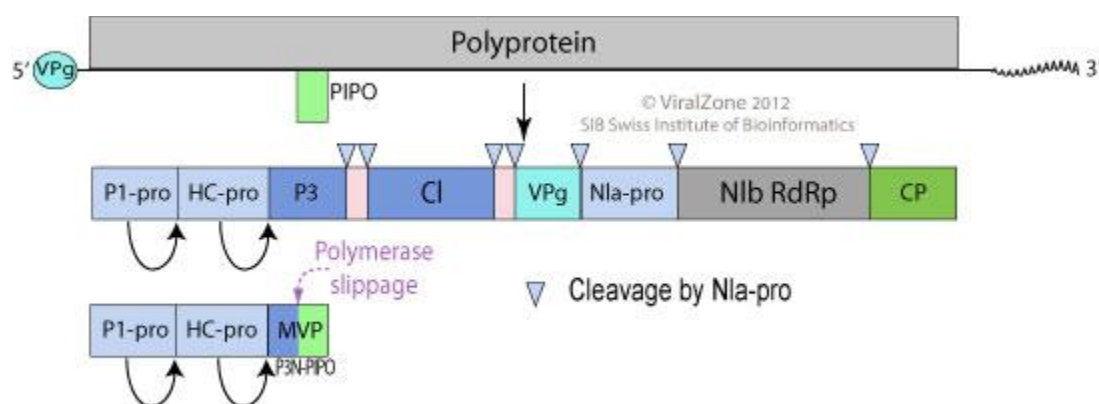 Polyprotein
5' VPg 3'
PIPO
© ViralZone 2012
SIB Swiss Institute of Bioinformatics
P1-pro HC-pro P3 CI VPg NIa-pro NIb RdRp CP
Polymerase
slippage
Cleavage by NIa-pro
P1-pro HC-pro MVP
P3N-PIPO